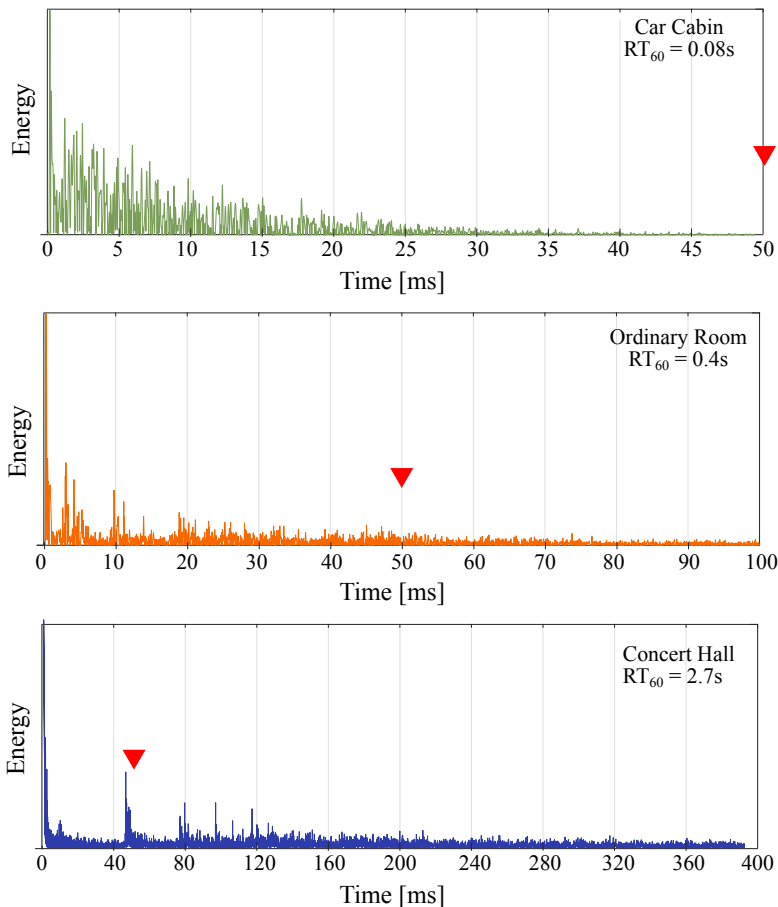 Car Cabin
RT60 = 0.08s
Energy
0 5 10 15 20 25 30 35 40 45 50
Time [ms]
Ordinary Room
RT60 = 0.4s
Energy
0 10 20 30 40 50 60 70 80 90 100
Time [ms]
Concert Hall
RT60 = 2.7s
Energy
0 40 80 120 160 200 240 280 320 360 400
Time [ms]